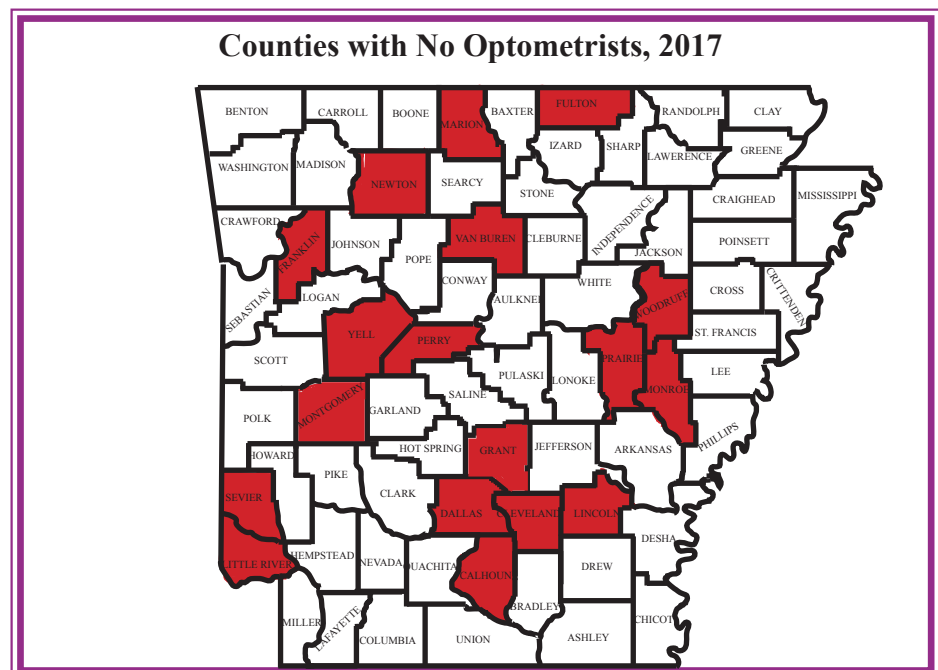 Counties with No Optometrists, 2017
BENTON
CARROLL
BOONE
MARION
BAXTER
FULTON
RANDOLPH
CLAY
WASHINGTON
MADISON
NEWTON
SEARCY
STONE
IZARD
SHARP
LAWERENCE
GREENE
CRAWFORD
FRANKLIN
JOHNSON
POPE
VAN BUREN
CLEBURNE
INDEPENDENCE
JACKSON
CRAIGHEAD
MISSISSIPPI
POINSETT
SEBASTIAN
LOGAN
CONWAY
AULKNE
WHITE
WOODRUFF
CROSS
CRITTENDEN
YELL
PERRY
ST. FRANCIS
SCOTT
SALINE
PULASKI
LONOKE
PRAIRIE
MONROE
LEE
POLK
MONTGOMERY
GARLAND
HOT SPRING
GRANT
JEFFERSON
ARKANSAS
PHILLIPS
HOWARD
PIKE
CLARK
SEVIER
DALLAS
CLEVELAND
LINCOLN
DESHA
LITTLE RIVER
HEMPSTEAD
NEVADA
OUACHITA
CALHOUN
BRADLEY
DREW
MILLER
LAFAYETTE
COLUMBIA
UNION
ASHLEY
CHICOT